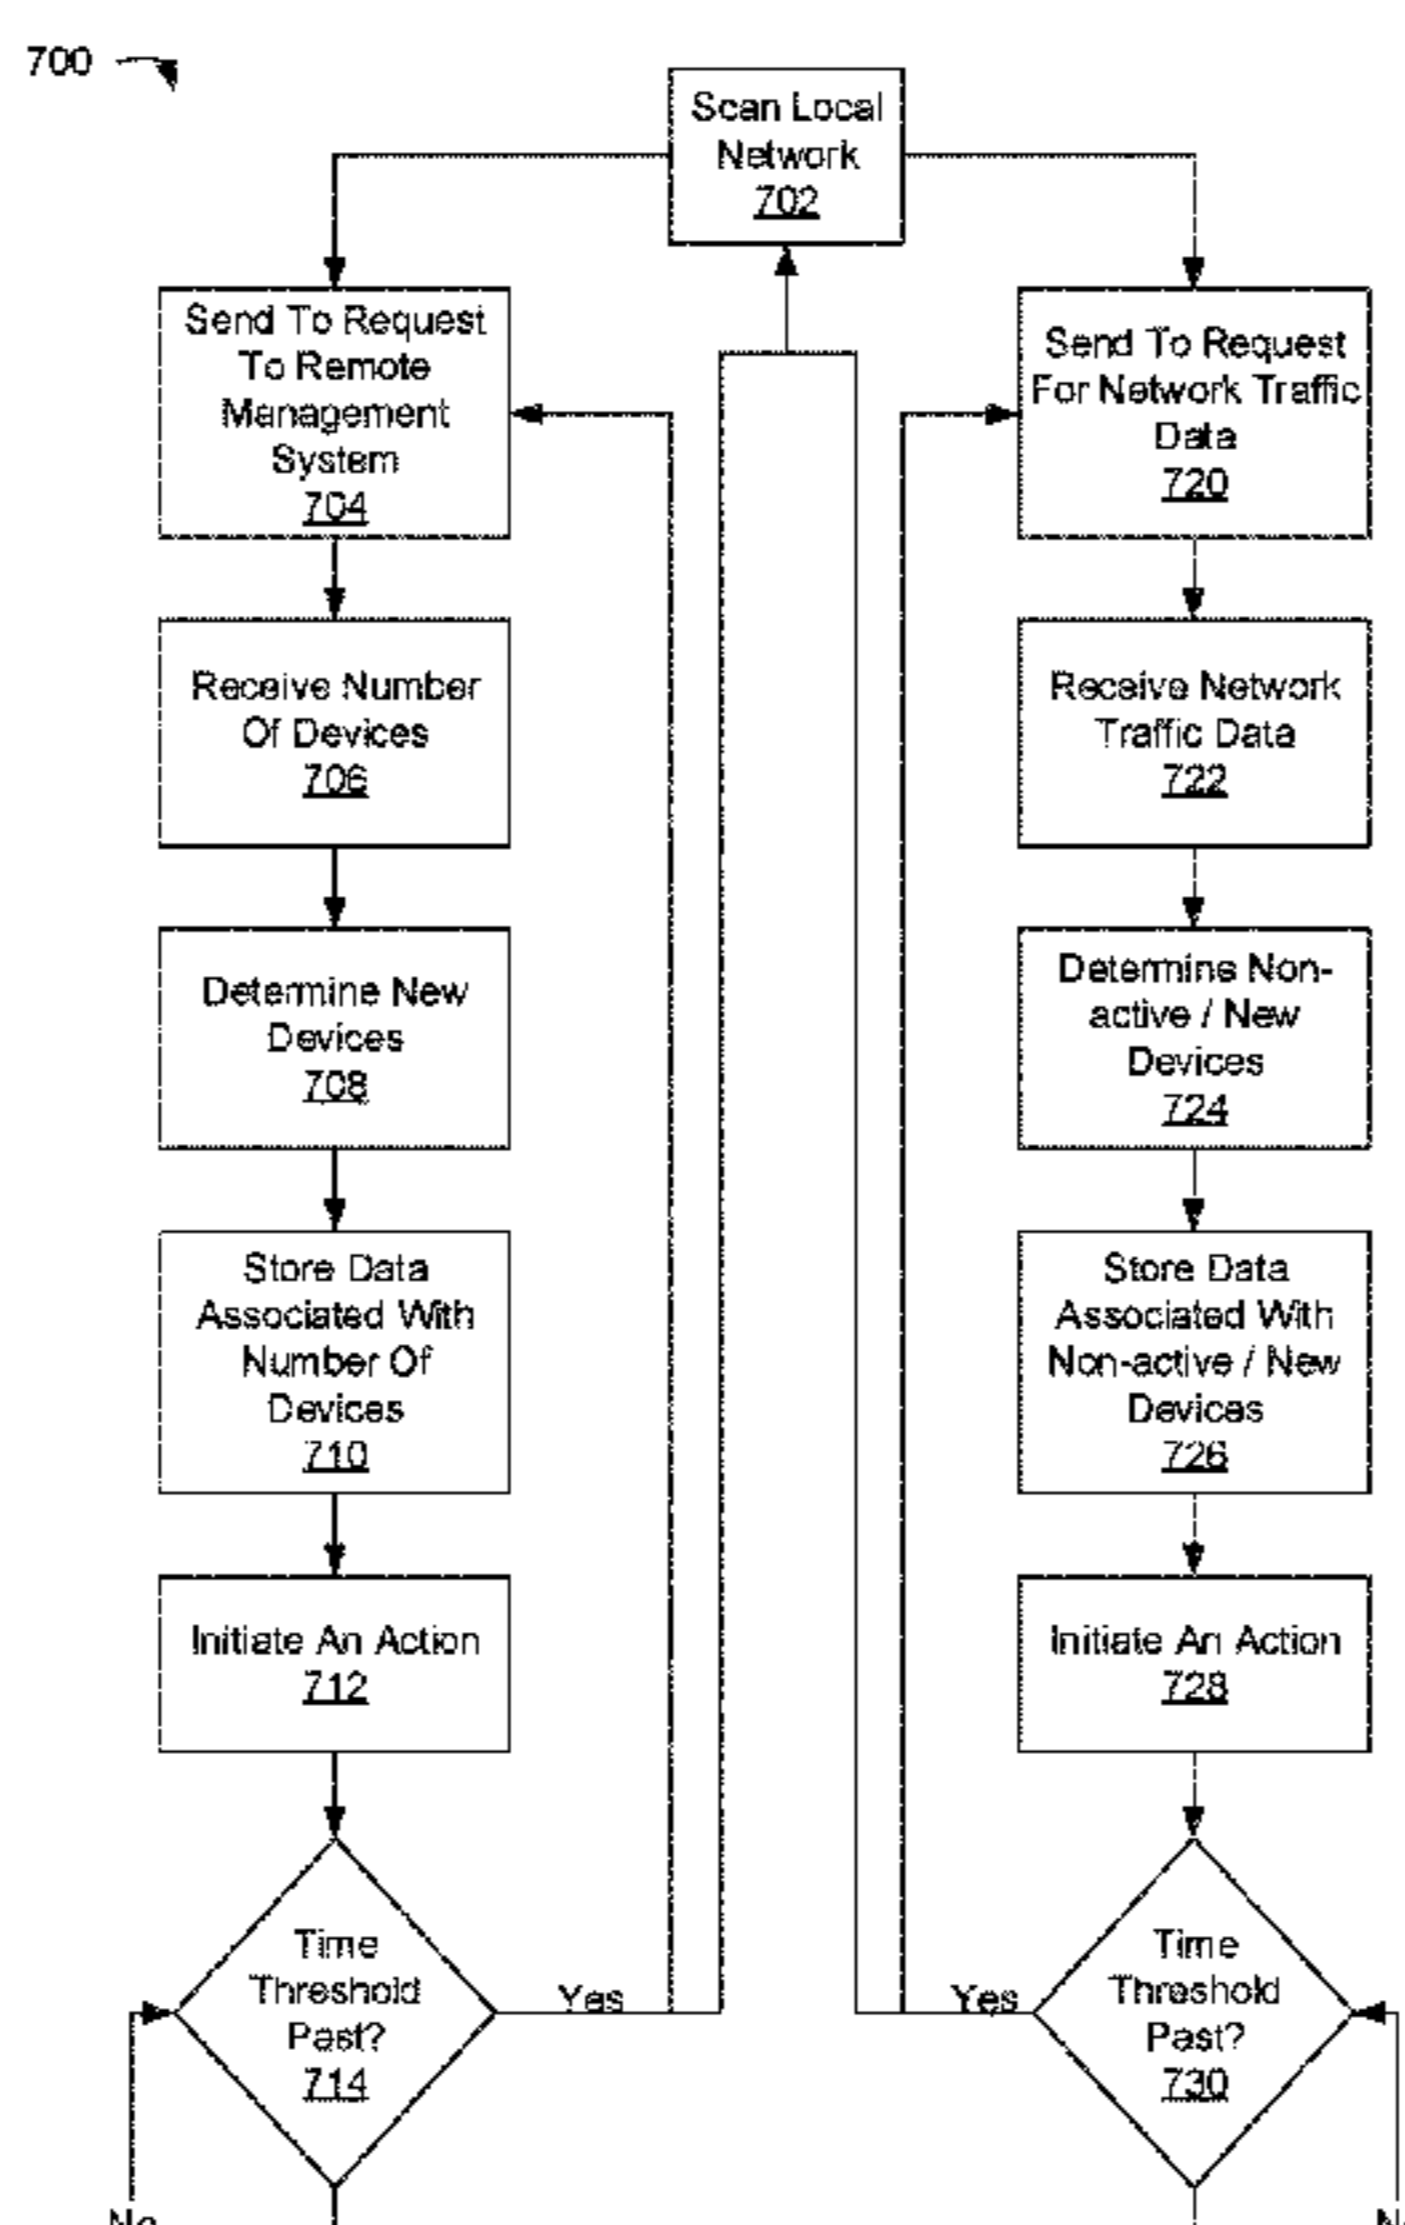 700
Scan Local
Network
702
Send To Request
To Remote
Management
System
704
Receive Number
Of Devices
706
Determine New
Devices
708
Store Data
Associated With
Number Of
Devices
710
Initiate An Action
712
Time
Threshold
Past?
714
Yes
No
Send To Request
For Network Traffic
Data
720
Receive Network
Traffic Data
722
Determine Non-
active / New
Devices
724
Store Data
Associated With
Non-active / New
Devices
726
Initiate An Action
728
Time
Threshold
Past?
730
Yes